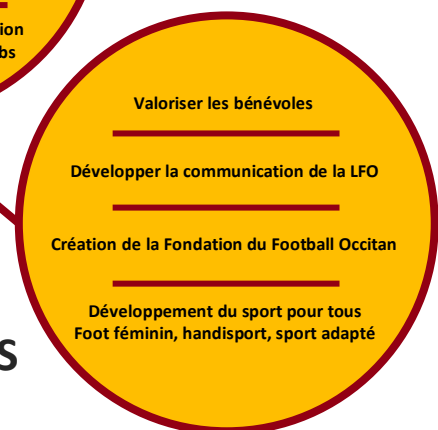 ion
bs
Valoriser les bénévoles
Développer la communication de la LFO
Création de la Fondation du Football Occitan
Développement du sport pour tous
Foot féminin, handisport, sport adapté
S